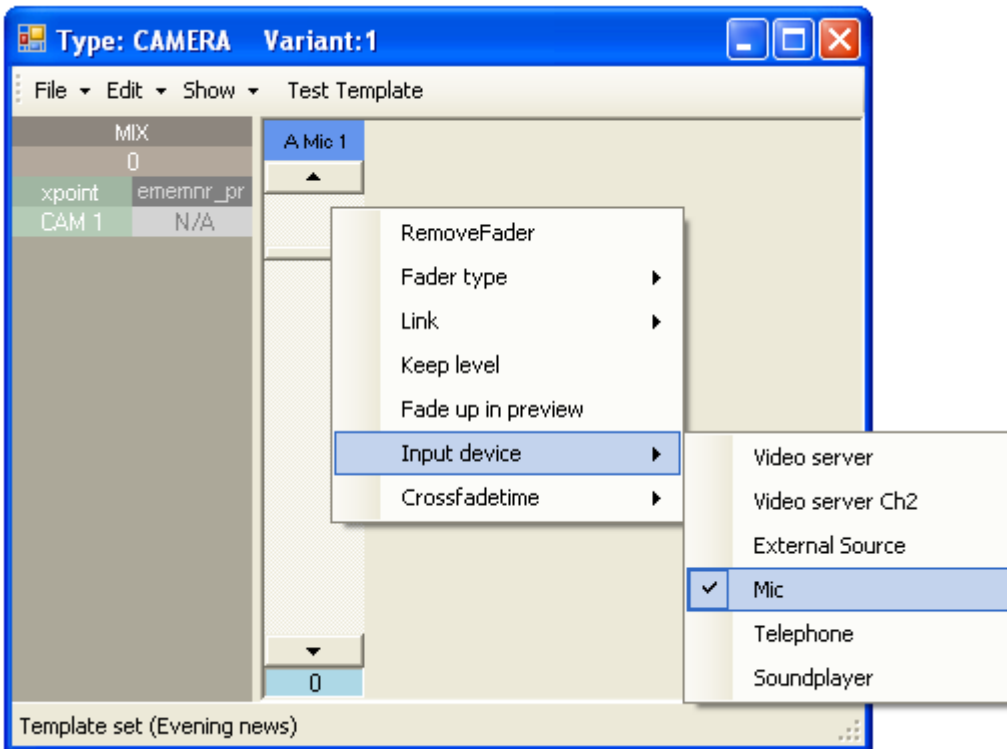 Type: CAMERA Variant:1
File Edit Show Test Template
MIX
0
xpoint ememnr_pr
CAM 1 N/A
A Mic 1
RemoveFader
Fader type
Link
Keep level
Fade up in preview
Input device
Crossfadetime
Video server
Video server Ch2
External Source
Mic
Telephone
Soundplayer
0
Template set (Evening news)